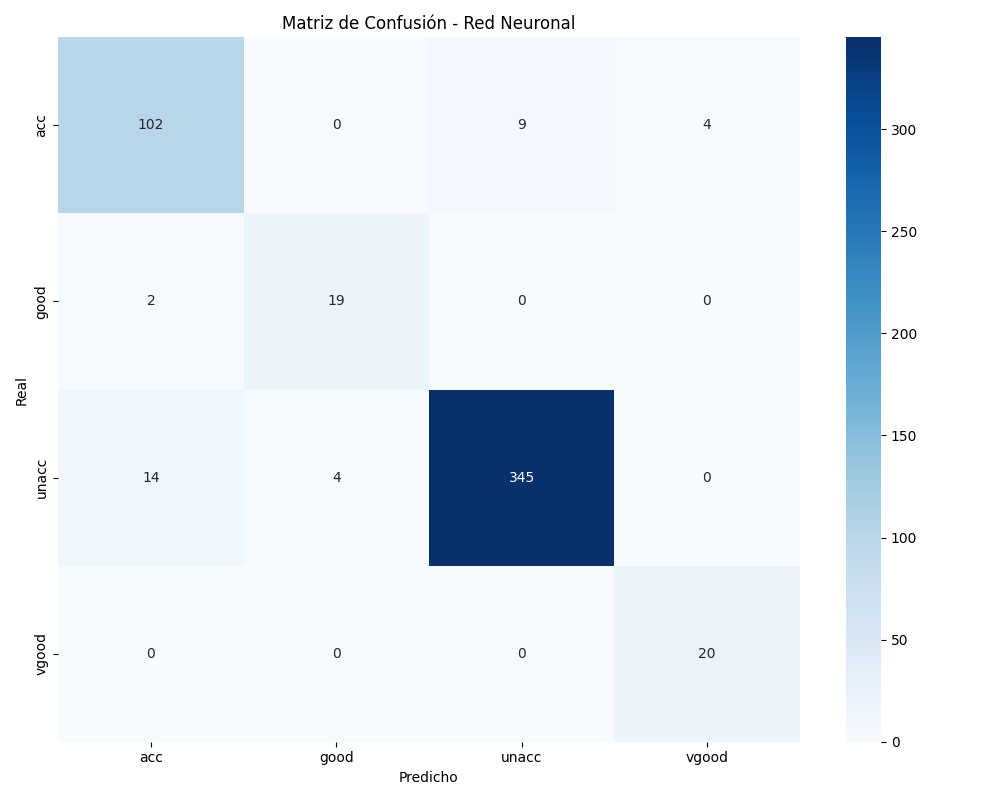 Matriz de Confusión - Red Neuronal
Real
acc 102 0 9 4
good 2 19 0 0
unacc 14 4 345 0
vgood 0 0 0 20
acc good unacc vgood
Predicho
300
250
200
150
100
50
0